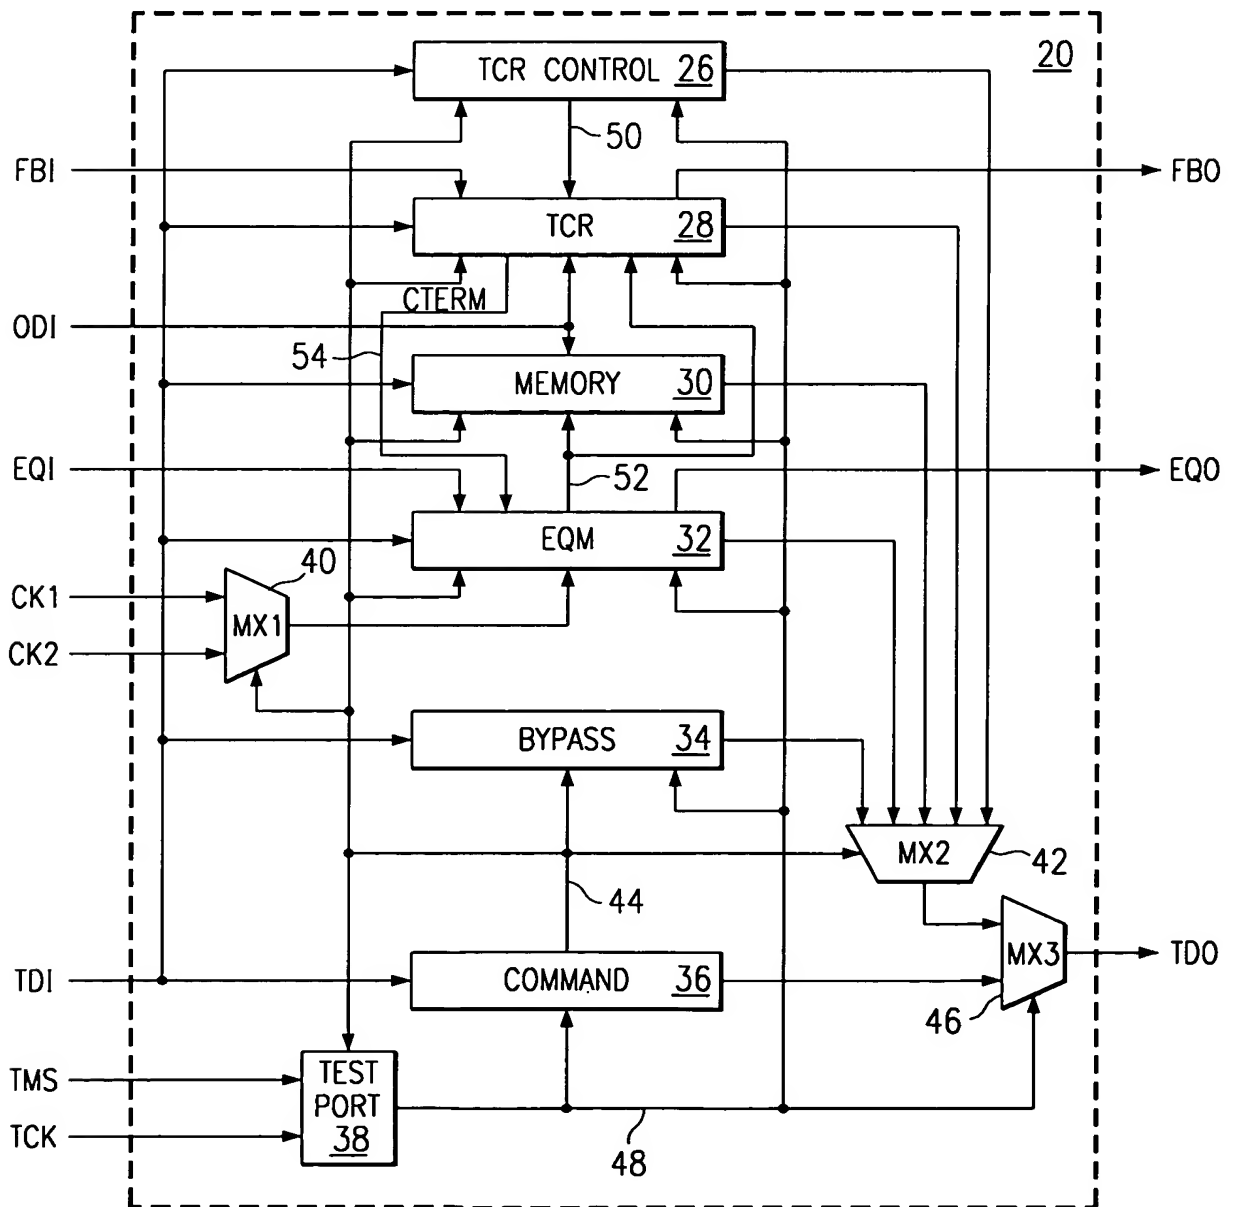 20
TCR CONTROL 26
50
FBI
FBO
TCR 28
CTERM
ODI
54
MEMORY 30
EQI
52
EQO
EQM 32
40
CK1
MX1
CK2
BYPASS 34
MX2
42
44
TDI
COMMAND 36
MX3
TDO
46
TMS
TEST
PORT
38
TCK
48